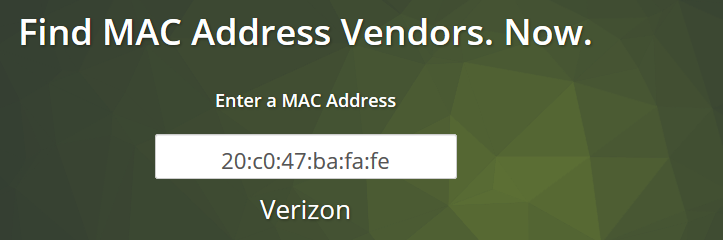 Find MAC Address Vendors. Now.
Enter a MAC Address
20:c0:47:ba:fa:fe
Verizon